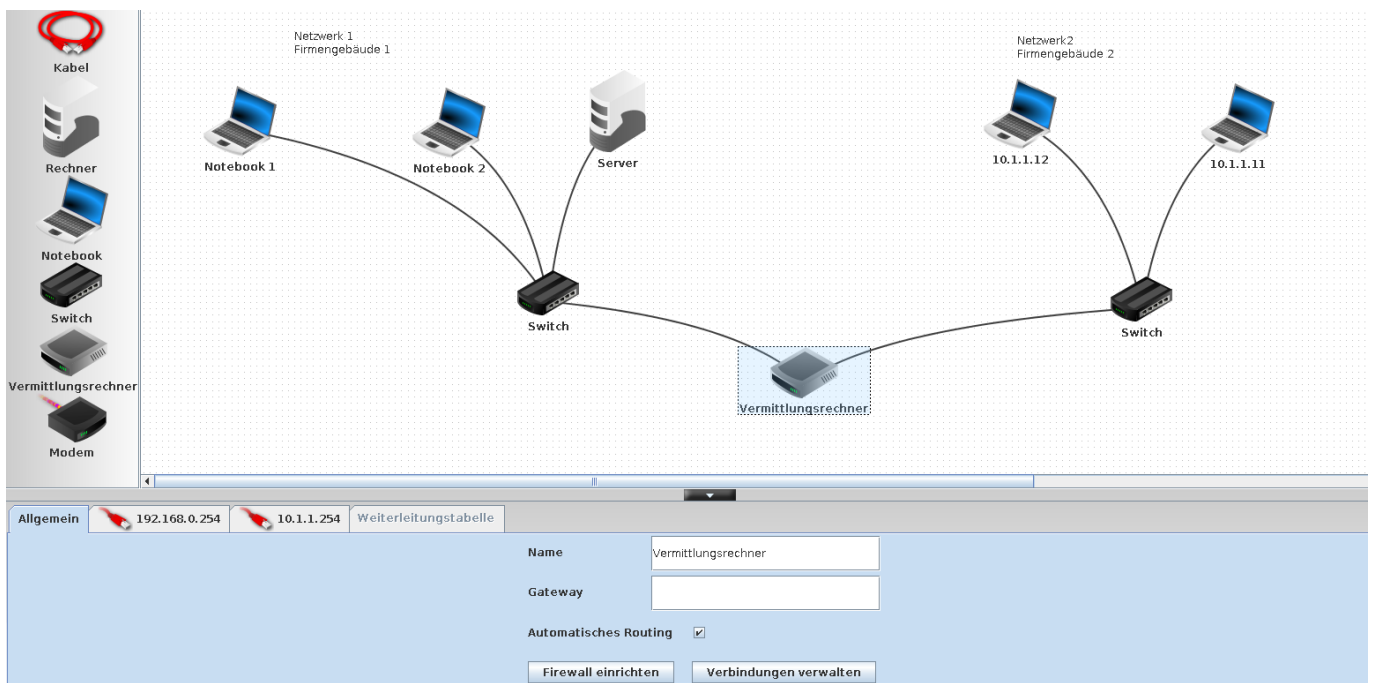 Kabel
Rechner
Notebook
Switch
Vermittlungsrechner
Modem
Netzwerk 1
Firmengebäude 1
Netzwerk2
Firmengebäude 2
Notebook 1
Notebook 2
Server
10.1.1.12
10.1.1.11
Switch
Switch
Vermittlungsrechner
Allgemein
192.168.0.254
10.1.1.254
Weiterleitungstabelle
Name
Vermittlungsrechner
Gateway
Automatisches Routing
Firewall einrichten
Verbindungen verwalten